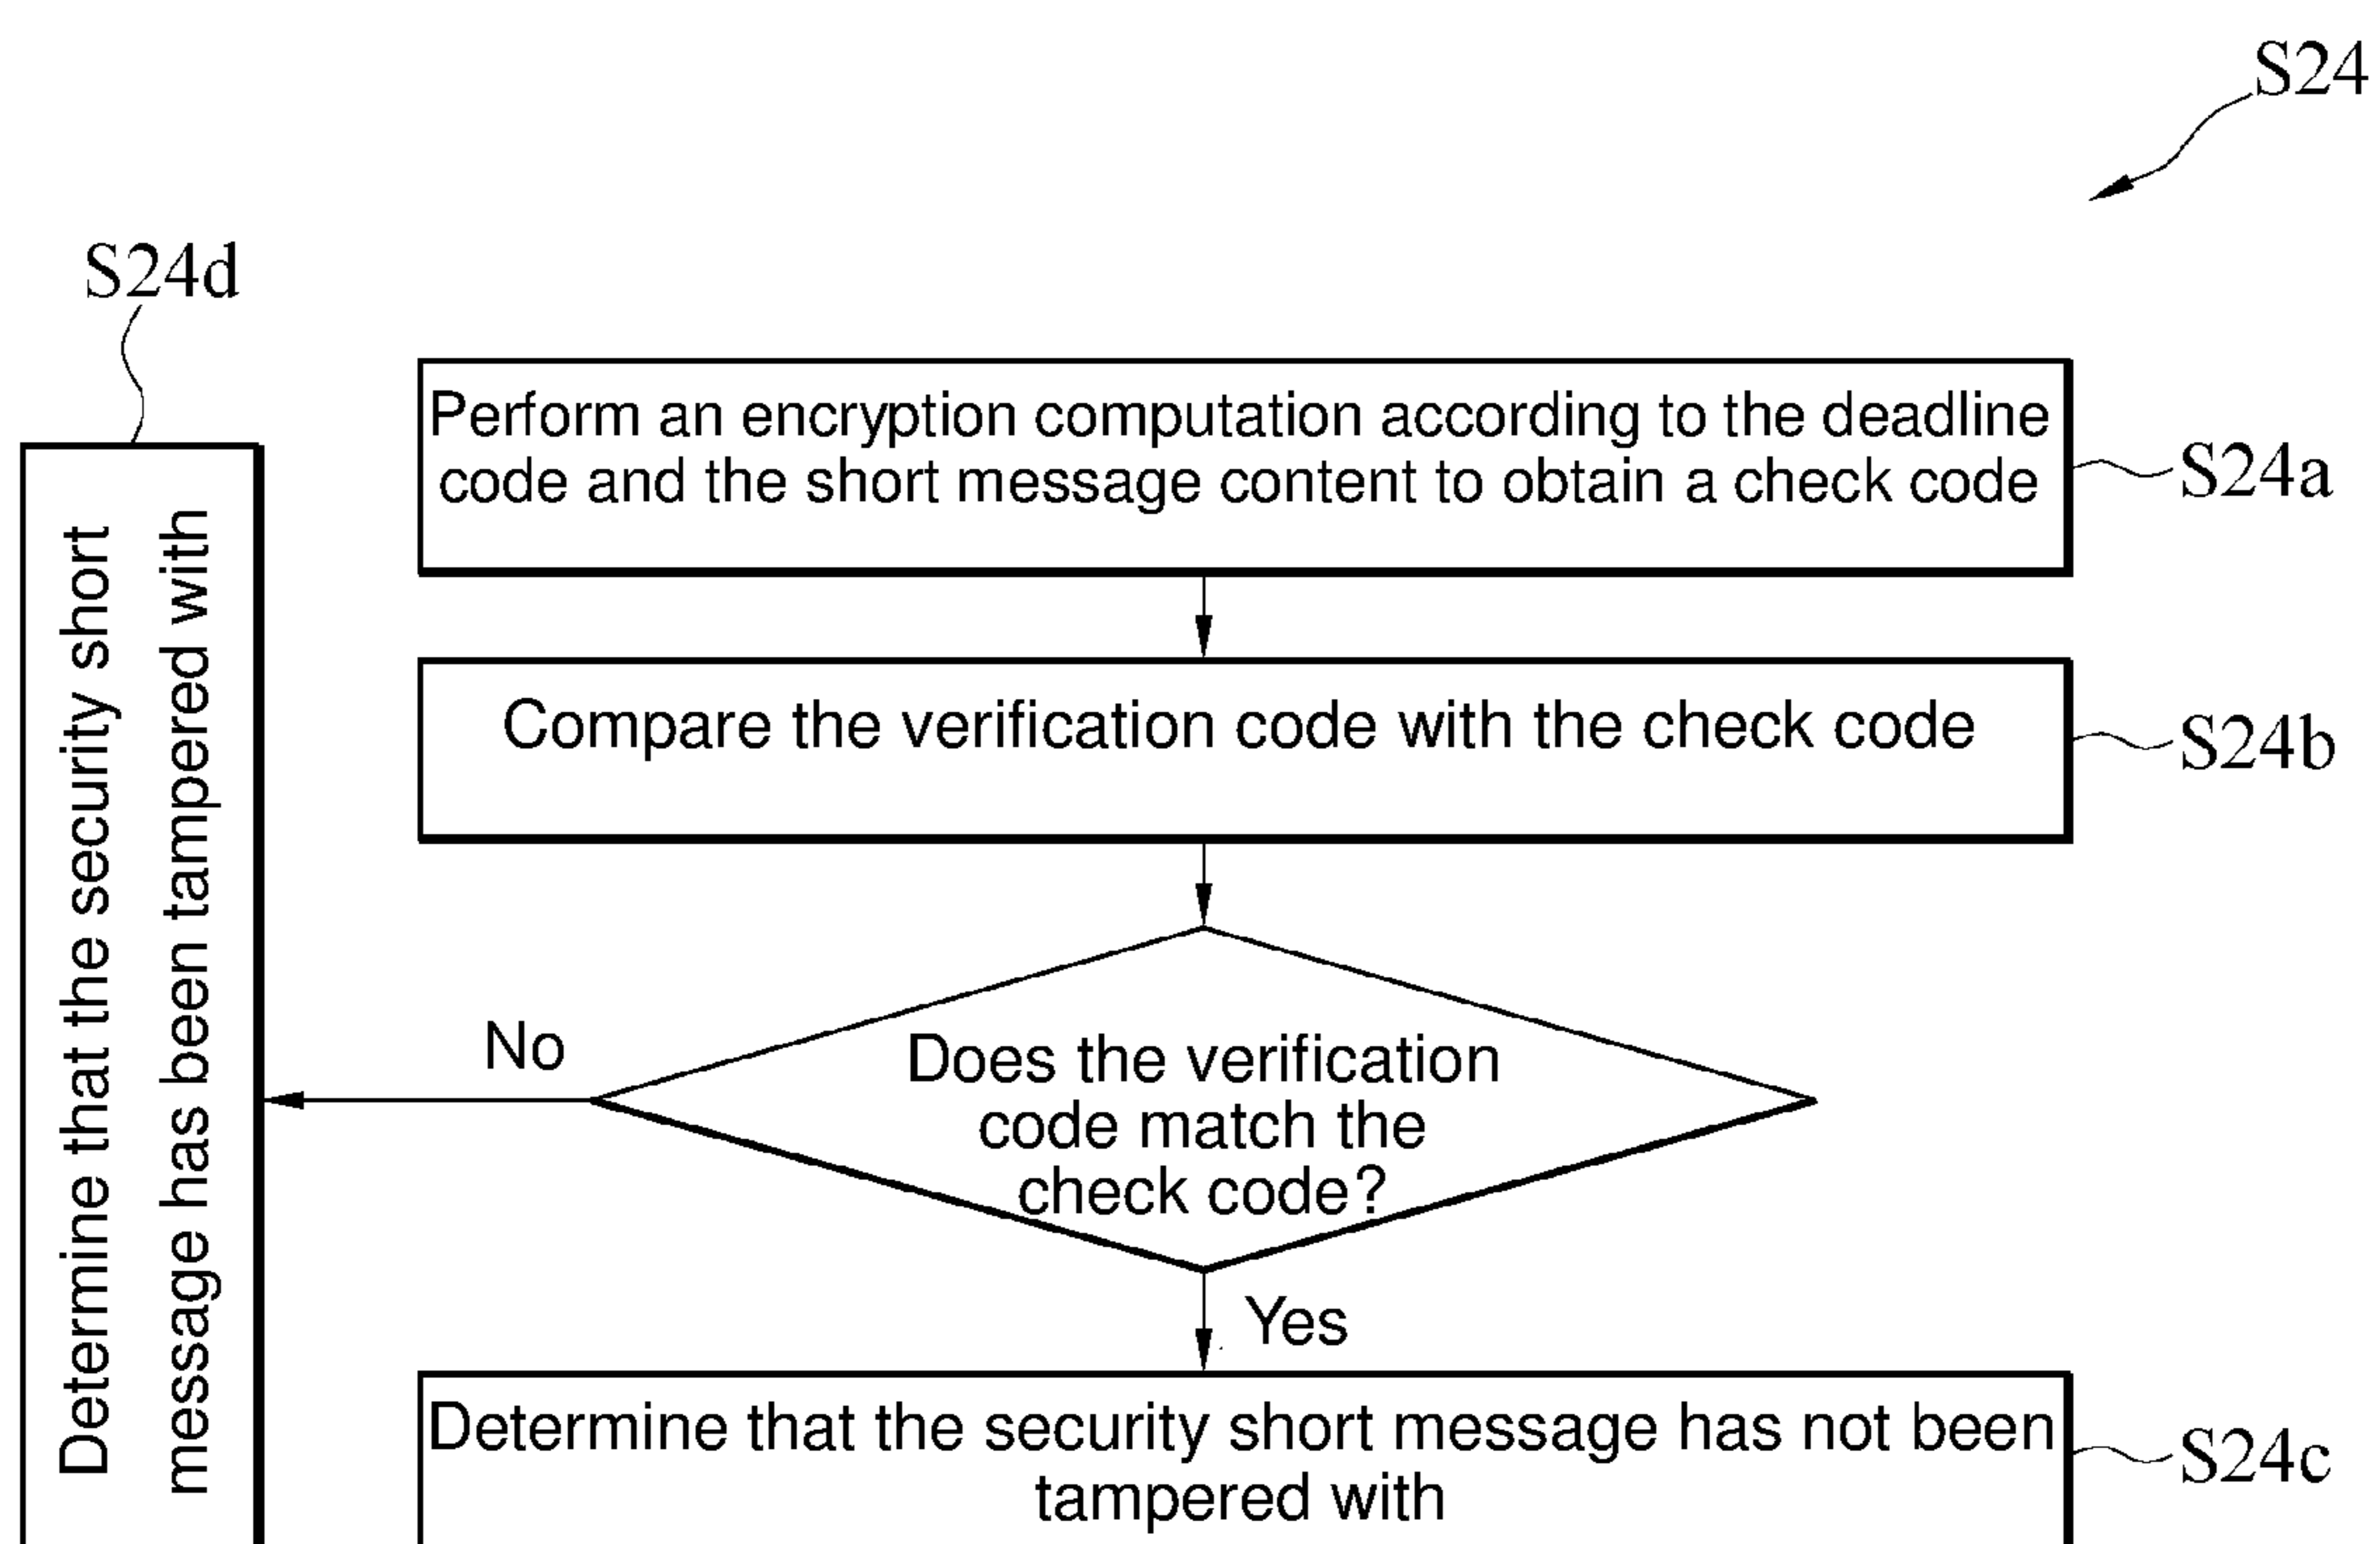 S24
S24d
Perform an encryption computation according to the deadline
code and the short message content to obtain a check code
S24a
Compare the verification code with the check code
S24b
Does the verification
code match the
check code?
No
Yes
Determine that the security short
message has been tampered with
Determine that the security short message has not been
tampered with
S24c